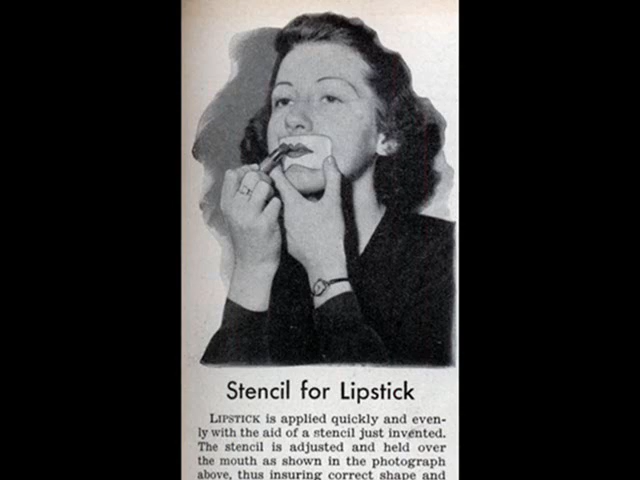 Stencil for Lipstick
LIPSTICK is applied quickly and even-
ly with the aid of a stencil just invented.
The stencil is adjusted and held over
the mouth as shown in the photograph
above, thus insuring correct shape and